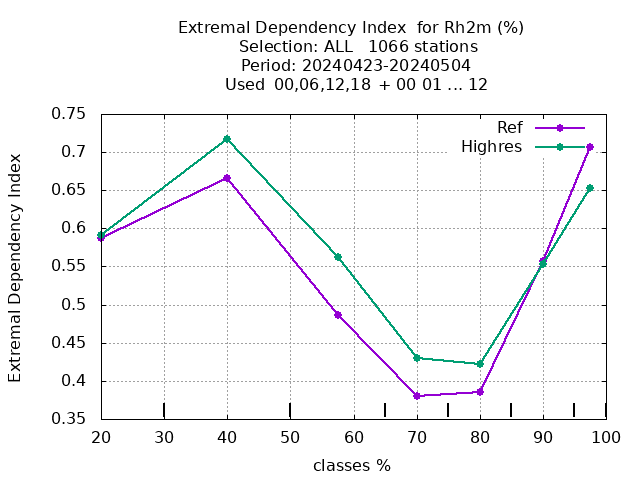 Extremal Dependency Index  for Rh2m (%)
Selection: ALL   1066 stations
Period: 20240423-20240504
Used  00,06,12,18 + 00 01 ... 12
Extremal Dependency Index
0.75
0.7
0.65
0.6
0.55
0.5
0.45
0.4
0.35
Ref
Highres
20 30 40 50 60 70 80 90 100
classes %